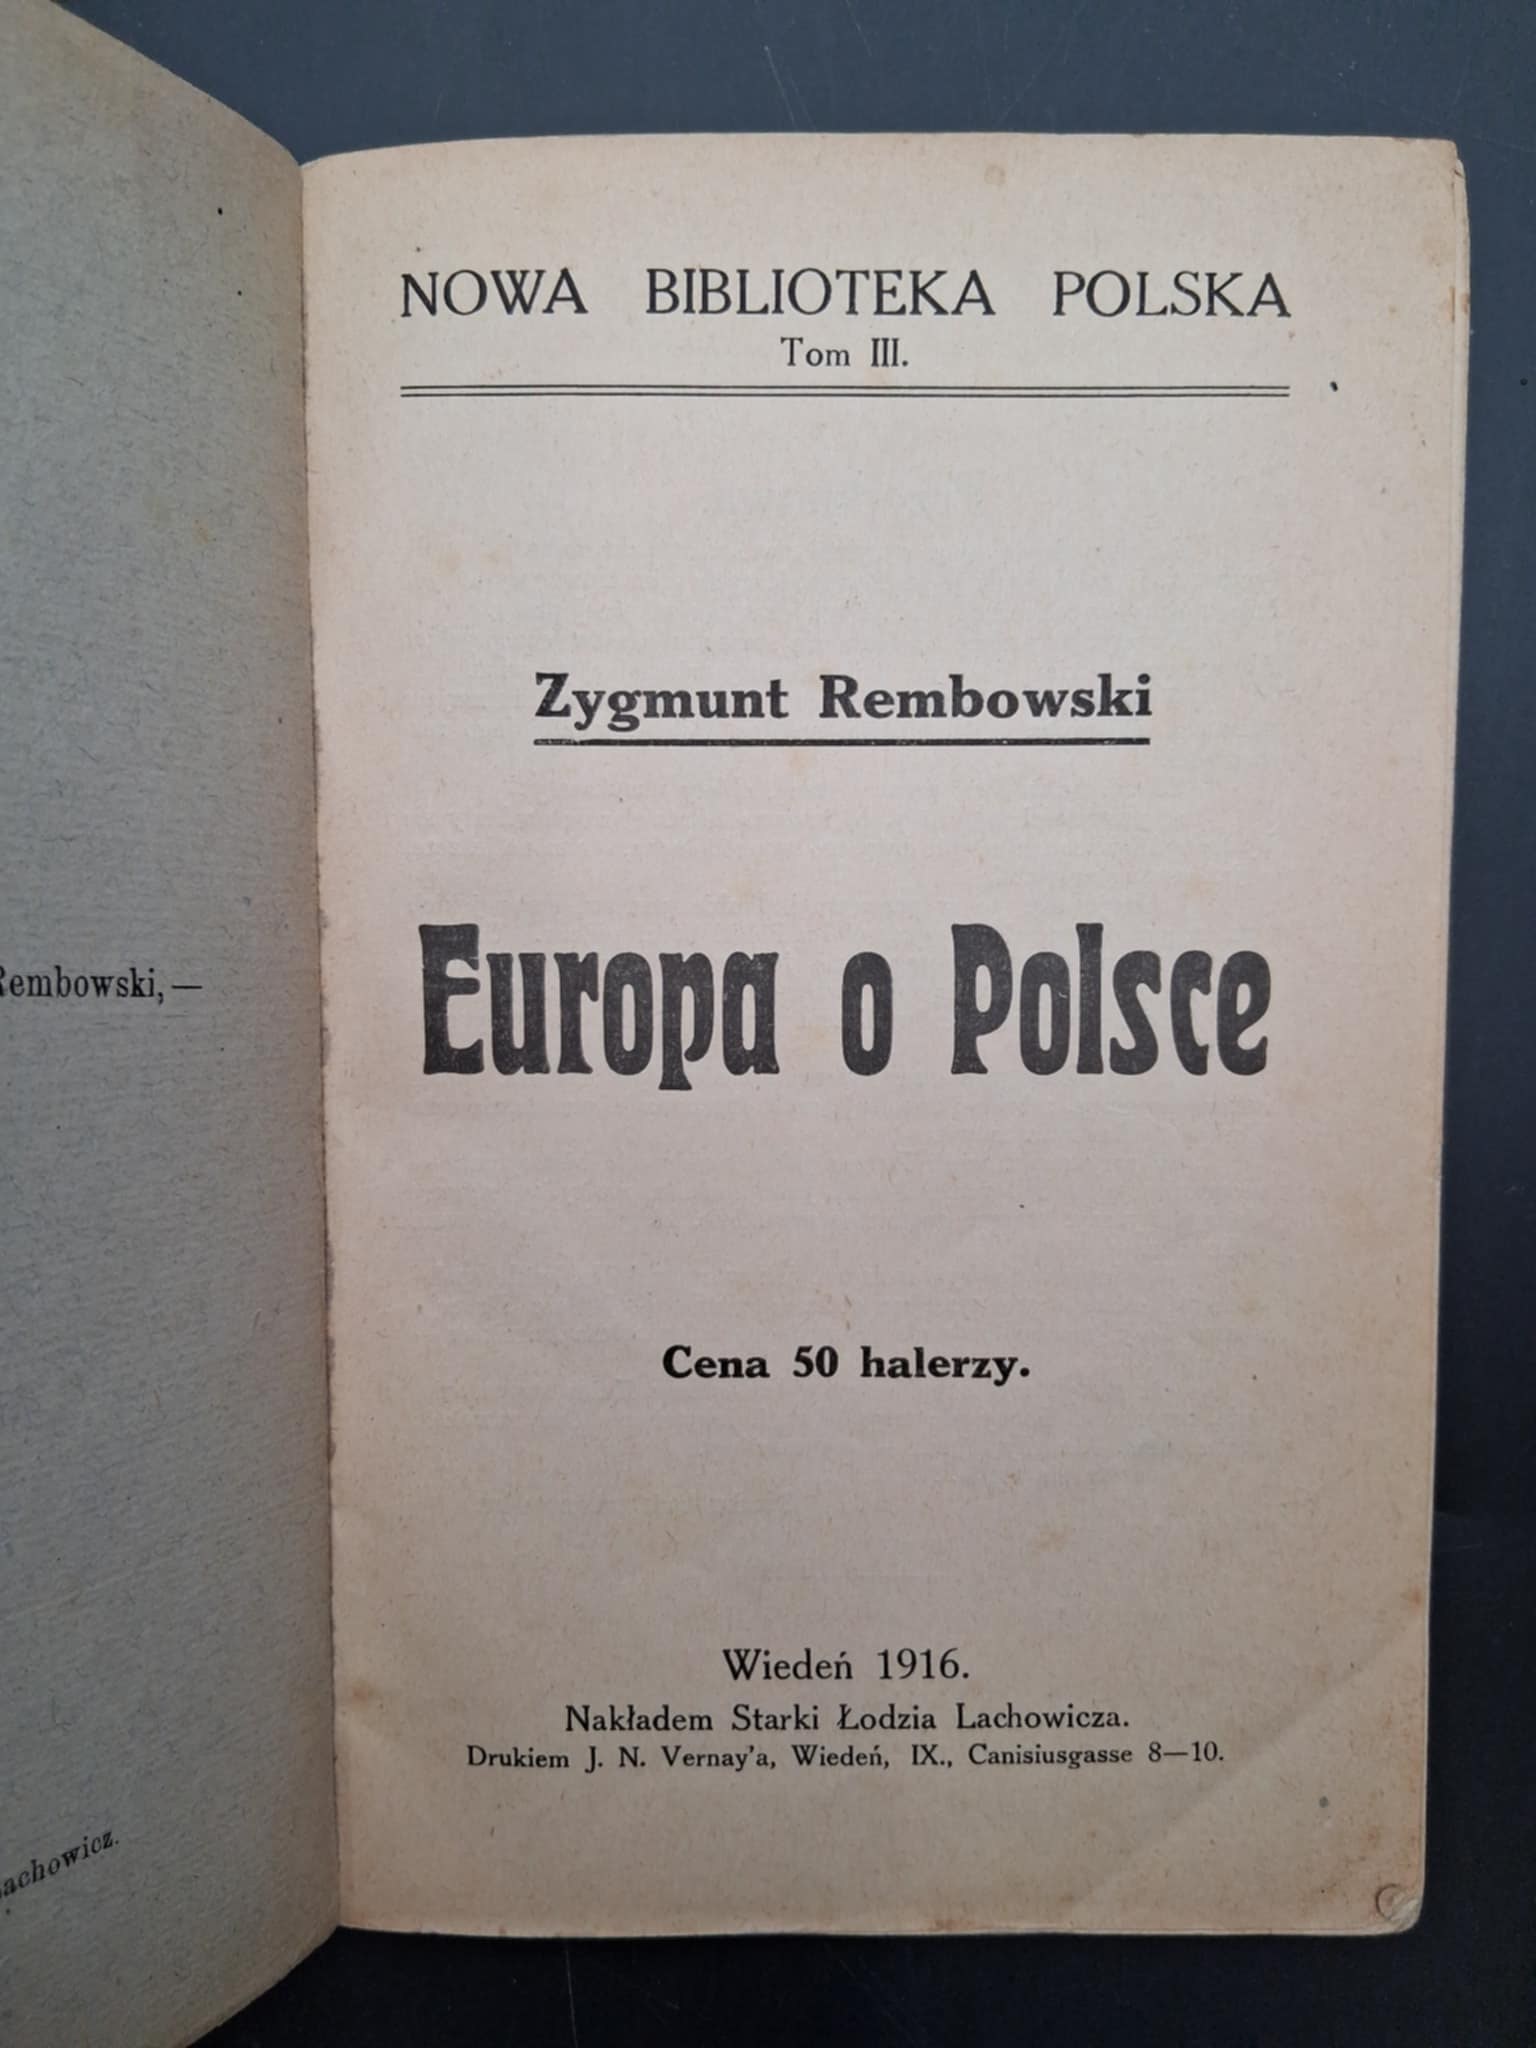 Rembowski,—
NOWA BIBLIOTEKA POLSKA
Tom III.
Zygmunt Rembowski
Europa o Polsce
Cena 50 halerzy.
Wiedeń 1916.
Nakładem Starki Łodzia Lachowicza.
Drukiem J. N. Vernay'a, Wiedeń, IX., Canisiusgasse 8—10.